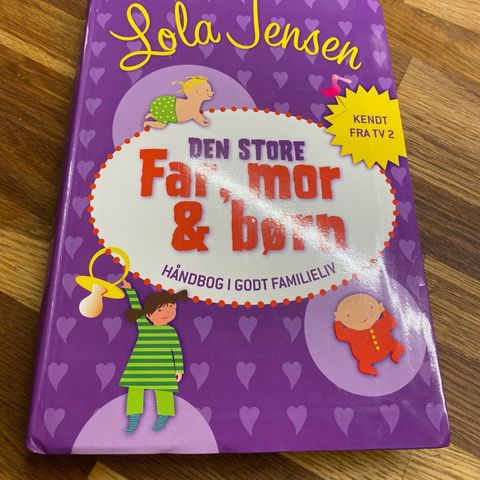 Lola Jensen
KENDT
FRA TV 2
DEN STORE
Far, mor
& børn
HÅNDBOG I GODT FAMILIELIV